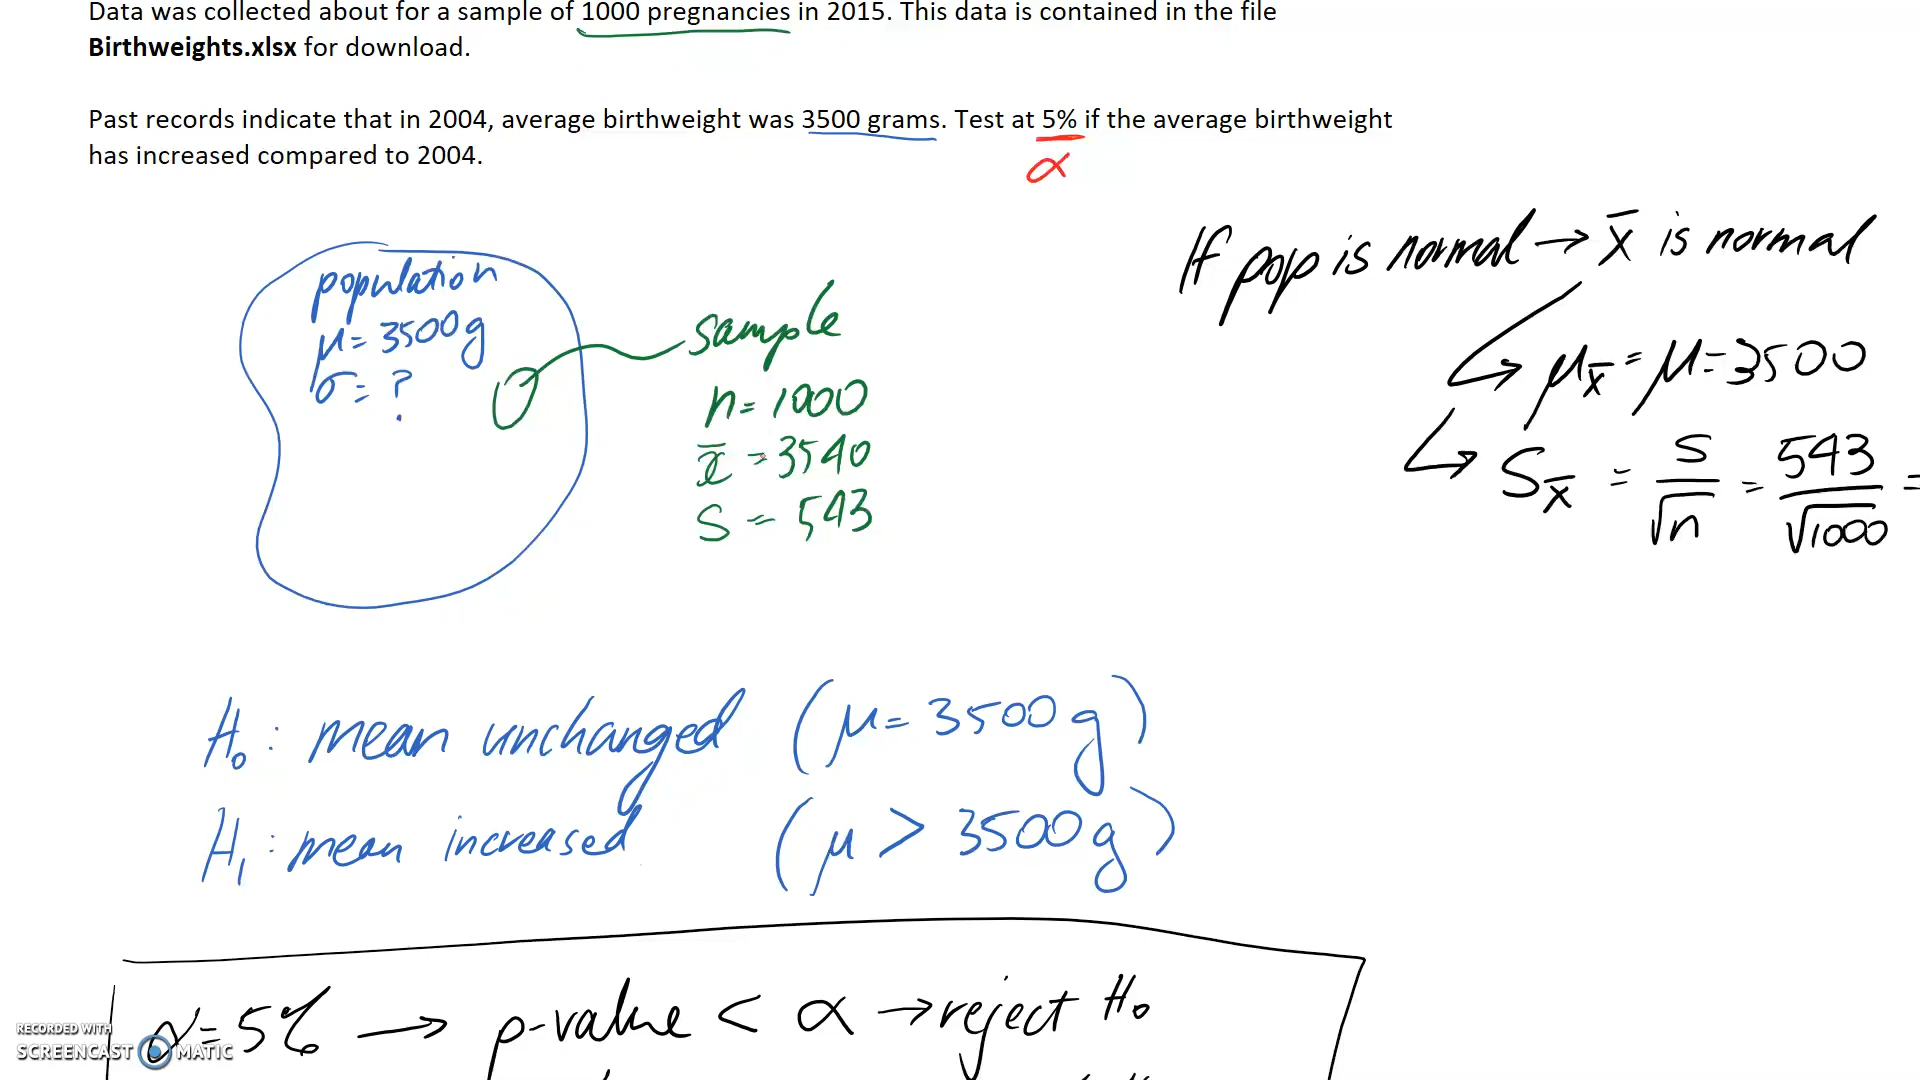 Data was collected about for a sample of 1000 pregnancies in 2015. This data is contained in the file
Birthweights.xlsx for download.
Past records indicate that in 2004, average birthweight was 3500 grams. Test at 5% if the average birthweight
has increased compared to 2004.
α
If pop is normal → x̄ is normal
population
μ = 3500g
σ = ?
sample
n = 1000
x̄ = 3540
s = 543
μx̄ = μ = 3500
Sx̄ = s/√n = 543/√1000 =
H₀ : mean unchanged (μ = 3500g)
H₁ : mean increased (μ > 3500g)
α = 5% → p-value < α → reject H₀
RECORDED WITH
SCREENCAST MATIC